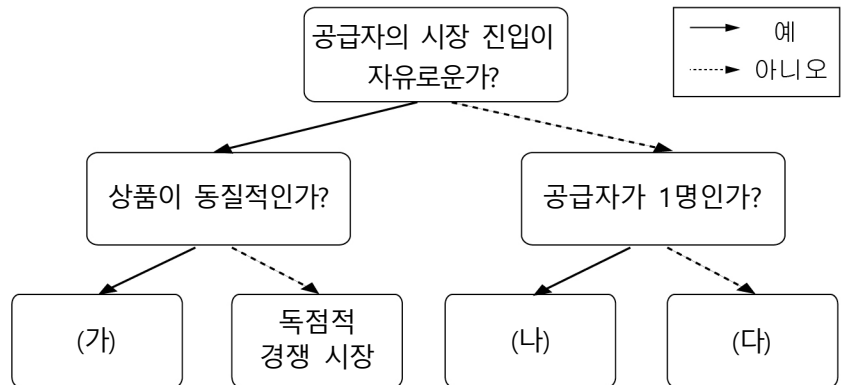 공급자의 시장 진입이
자유로운가?
예
아니오
상품이 동질적인가?
공급자가 1명인가?
(가)
독점적
경쟁 시장
(나)
(다)